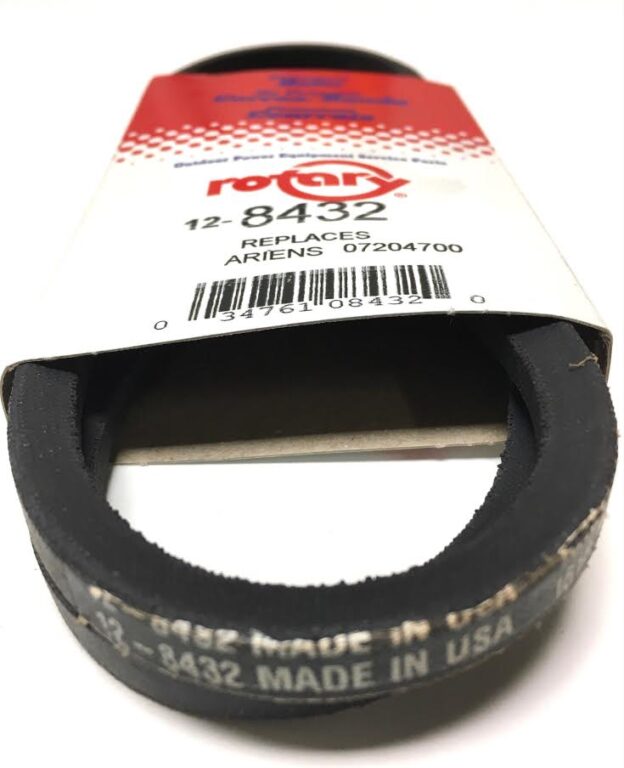 Outdoor Power Equipment Service Parts
rotary®
12-8432
REPLACES
ARIENS 07204700
0 34761 08432 0
12-8432 MADE IN USA
12-8432 MADE IN USA